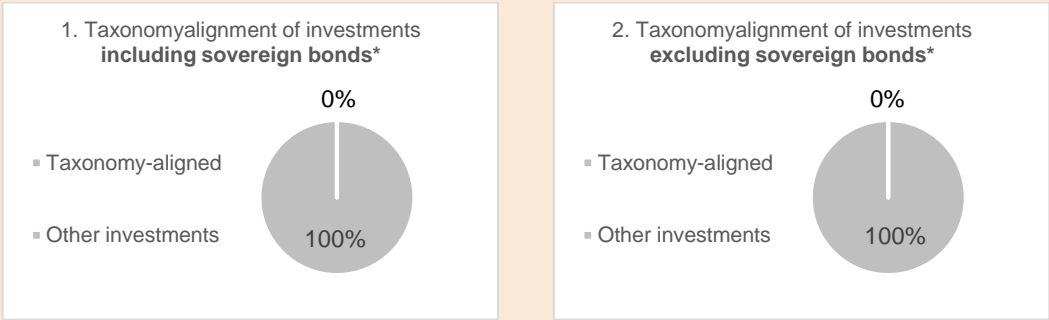 1. Taxonomyalignment of investments
including sovereign bonds*
0%
Taxonomy-aligned
Other investments
100%
2. Taxonomyalignment of investments
excluding sovereign bonds*
0%
Taxonomy-aligned
Other investments
100%